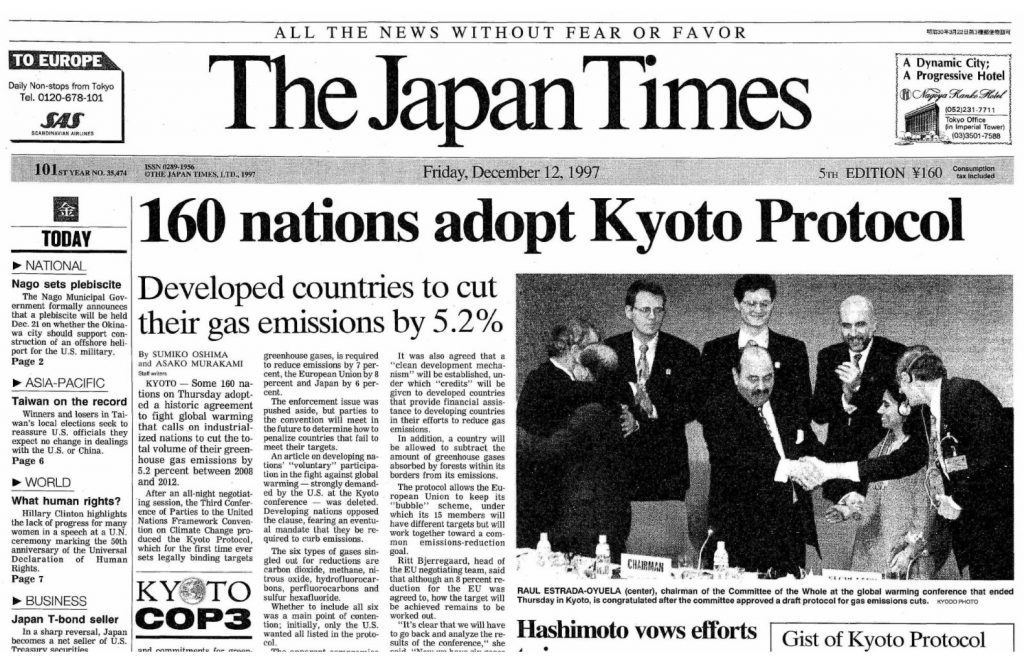 ALL THE NEWS WITHOUT FEAR OR FAVOR
明治30年3月22日第3種郵便物認可
TO EUROPE
Daily Non-stops from Tokyo
Tel. 0120-678-101
SAS
SCANDINAVIAN AIRLINES
The Japan Times
A Dynamic City;
A Progressive Hotel
Nagoya Kanko Hotel
(052)231-7711
Tokyo Office
(in Imperial Tower)
(03)3501-7588
101ST YEAR NO. 35,474
ISSN 0289-1956
©THE JAPAN TIMES, LTD., 1997
Friday, December 12, 1997
5TH EDITION ¥160
Consumption
tax included
金
TODAY
▶ NATIONAL
Nago sets plebiscite
The Nago Municipal Gov-
ernment formally announces
that a plebiscite will be held
Dec. 21 on whether the Okina-
wa city should support con-
struction of an offshore heli-
port for the U.S. military.
Page 2
▶ ASIA-PACIFIC
Taiwan on the record
Winners and losers in Tai-
wan's local elections seek to
reassure U.S. officials they
expect no change in dealings
with the U.S. or China.
Page 6
▶ WORLD
What human rights?
Hillary Clinton highlights
the lack of progress for many
women in a speech at a U.N.
ceremony marking the 50th
anniversary of the Universal
Declaration of Human
Rights.
Page 7
▶ BUSINESS
Japan T-bond seller
In a sharp reversal, Japan
becomes a net seller of U.S.
Treasury securities.
160 nations adopt Kyoto Protocol
Developed countries to cut
their gas emissions by 5.2%
By SUMIKO OSHIMA
and ASAKO MURAKAMI
Staff writers
KYOTO — Some 160 na-
tions on Thursday adopt-
ed a historic agreement
to fight global warming
that calls on industrial-
ized nations to cut the to-
tal volume of their green-
house gas emissions by
5.2 percent between 2008
and 2012.
After an all-night negotiat-
ing session, the Third Confer-
ence of Parties to the United
Nations Framework Conven-
tion on Climate Change pro-
duced the Kyoto Protocol,
which for the first time ever
sets legally binding targets
KYOTO
COP3
and commitments for green-
greenhouse gases, is required
to reduce emissions by 7 per-
cent, the European Union by 8
percent and Japan by 6 per-
cent.
The enforcement issue was
pushed aside, but parties to
the convention will meet in
the future to determine how to
penalize countries that fail to
meet their targets.
An article on developing na-
tions' "voluntary" participa-
tion in the fight against global
warming — strongly demand-
ed by the U.S. at the Kyoto
conference — was deleted.
Developing nations opposed
the clause, fearing an eventu-
al mandate that they be re-
quired to curb emissions.
The six types of gases sin-
gled out for reductions are
carbon dioxide, methane, ni-
trous oxide, hydrofluorocar-
bons, perfluorocarbons and
sulfur hexafluoride.
Whether to include all six
was a main point of conten-
tion; initially, only the U.S.
wanted all listed in the proto-
col.
The apparent compromise
It was also agreed that a
"clean development mecha-
nism" will be established, un-
der which "credits" will be
given to developed countries
that provide financial assis-
tance to developing countries
in their efforts to reduce gas
emissions.
In addition, a country will
be allowed to subtract the
amount of greenhouse gases
absorbed by forests within its
borders from its emissions.
The protocol allows the Eu-
ropean Union to keep its
"bubble" scheme, under
which its 15 members will
have different targets but will
work together toward a com-
mon emissions-reduction
goal.
Ritt Bjerregaard, head of
the EU negotiating team, said
that although an 8 percent re-
duction for the EU was
agreed to, how the target will
be achieved remains to be
worked out.
"It's clear that we will have
to go back and analyze the re-
sults of the conference," she
CHAIRMAN
RAUL ESTRADA-OYUELA (center), chairman of the Committee of the Whole at the global warming conference that ended
Thursday in Kyoto, is congratulated after the committee approved a draft protocol for gas emissions cuts. KYODO PHOTO
Hashimoto vows efforts
Gist of Kyoto Protocol